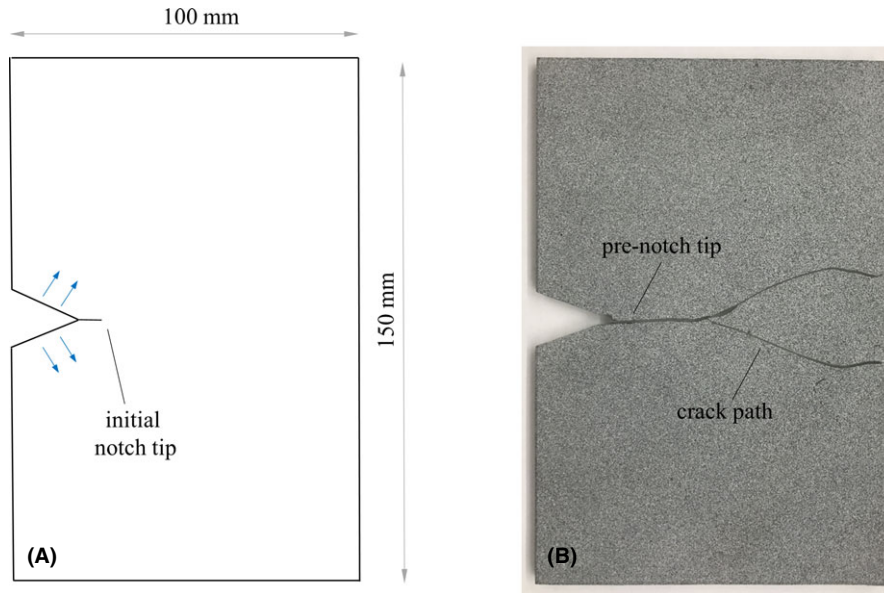 100 mm
150 mm
initial
notch tip
(A)
pre-notch tip
crack path
(B)